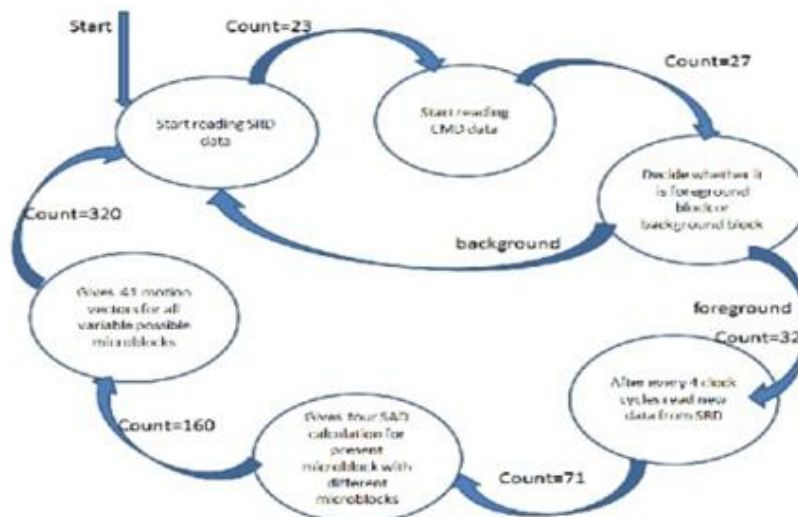 Start
Count=23
Count=27
Start reading SRD
data
Start reading
CMD data
Decide whether it
is foreground
block or
background block
background
foreground
Count=32
After every 4 clock
cycles read new
data from SRD
Count=71
Gives four SAD
calculation for
present
microblock with
different
microblocks
Count=160
Gives 41 motion
vectors for all
variable possible
microblocks
Count=320